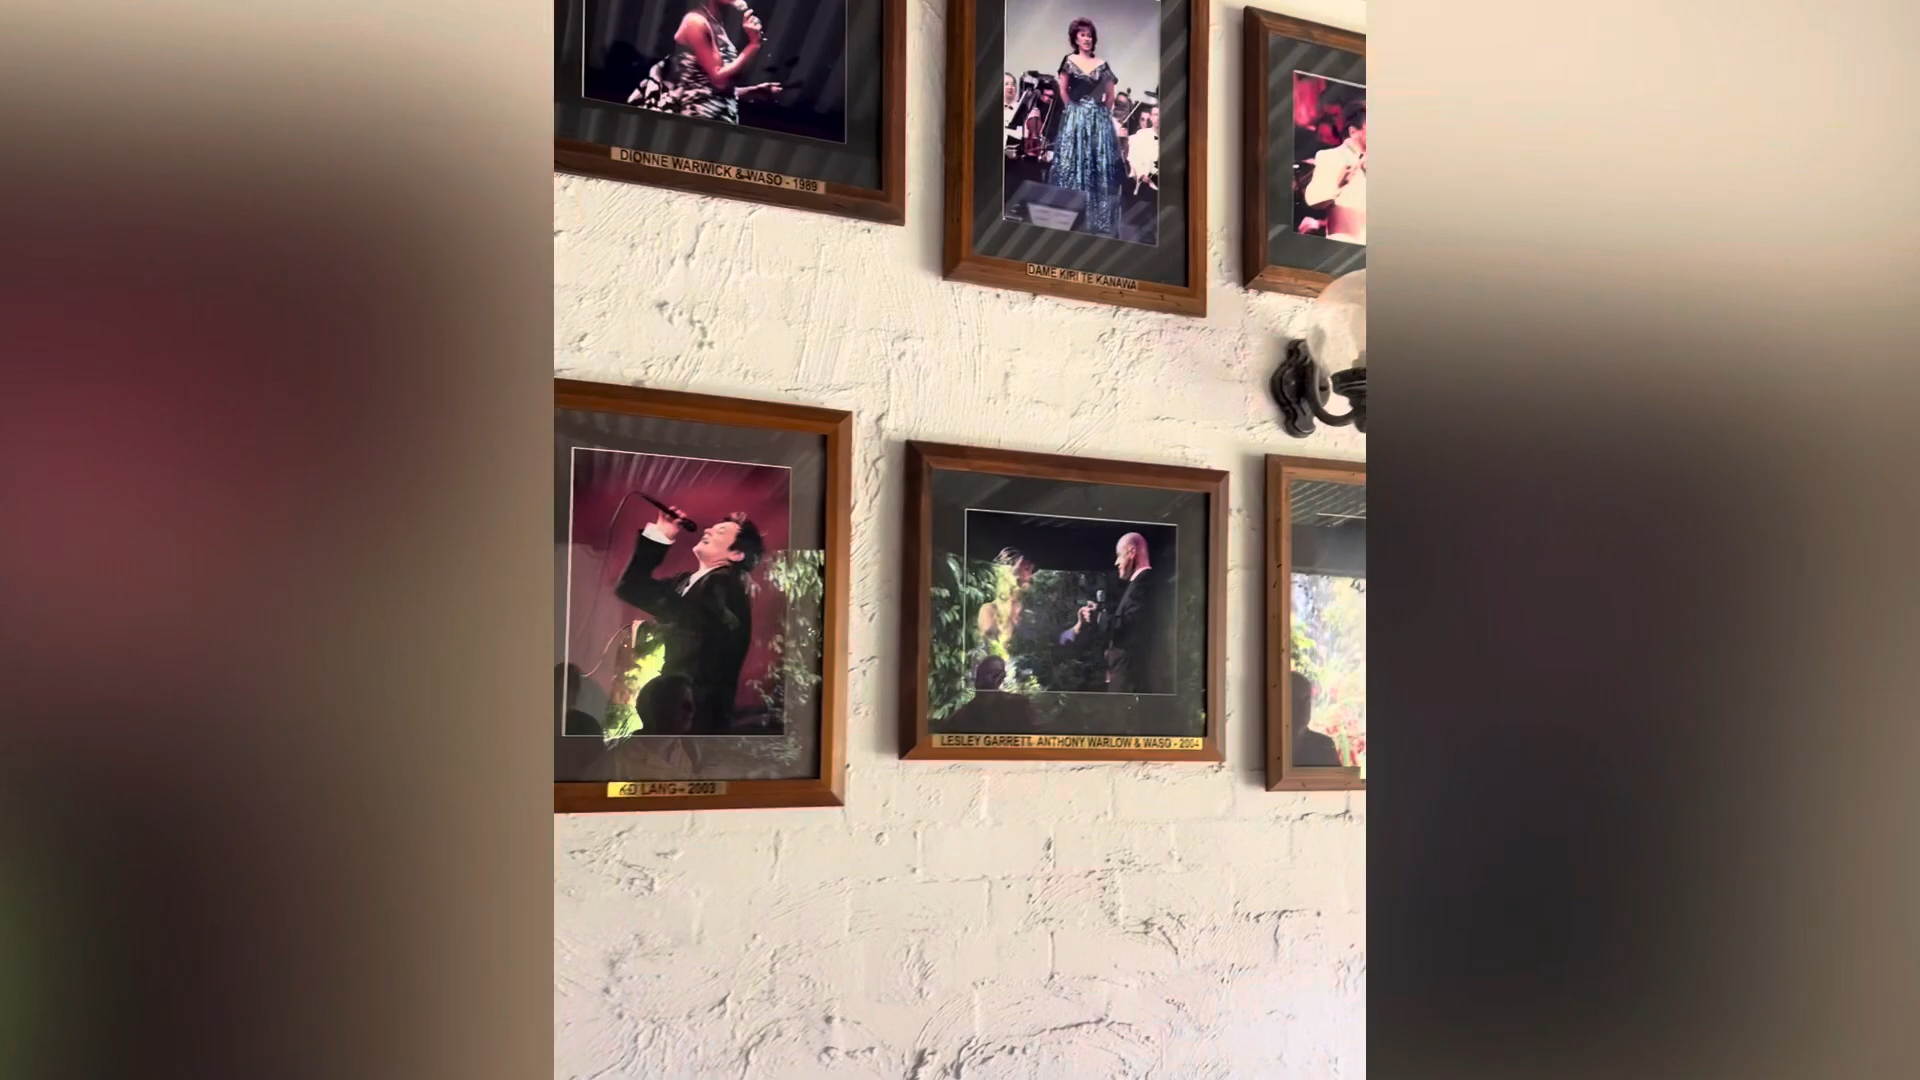 DIONNE WARWICK & WASO - 1989
DAME KIRI TE KANAWA
KD LANG - 2003
LESLEY GARRETT, ANTHONY WARLOW & WASO - 2004